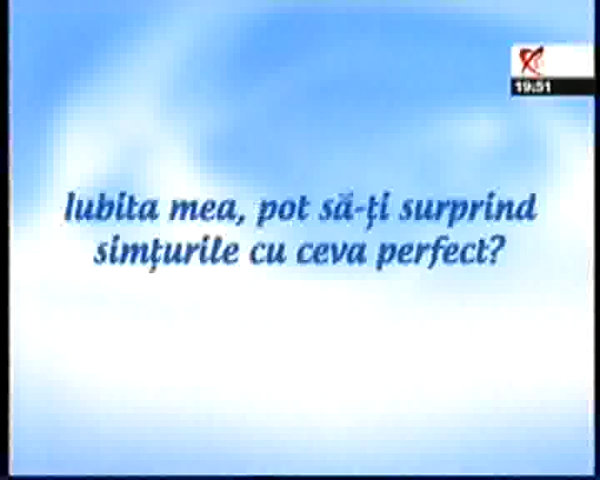 19:51
Iubita mea, pot să-ți surprind
simțurile cu ceva perfect?